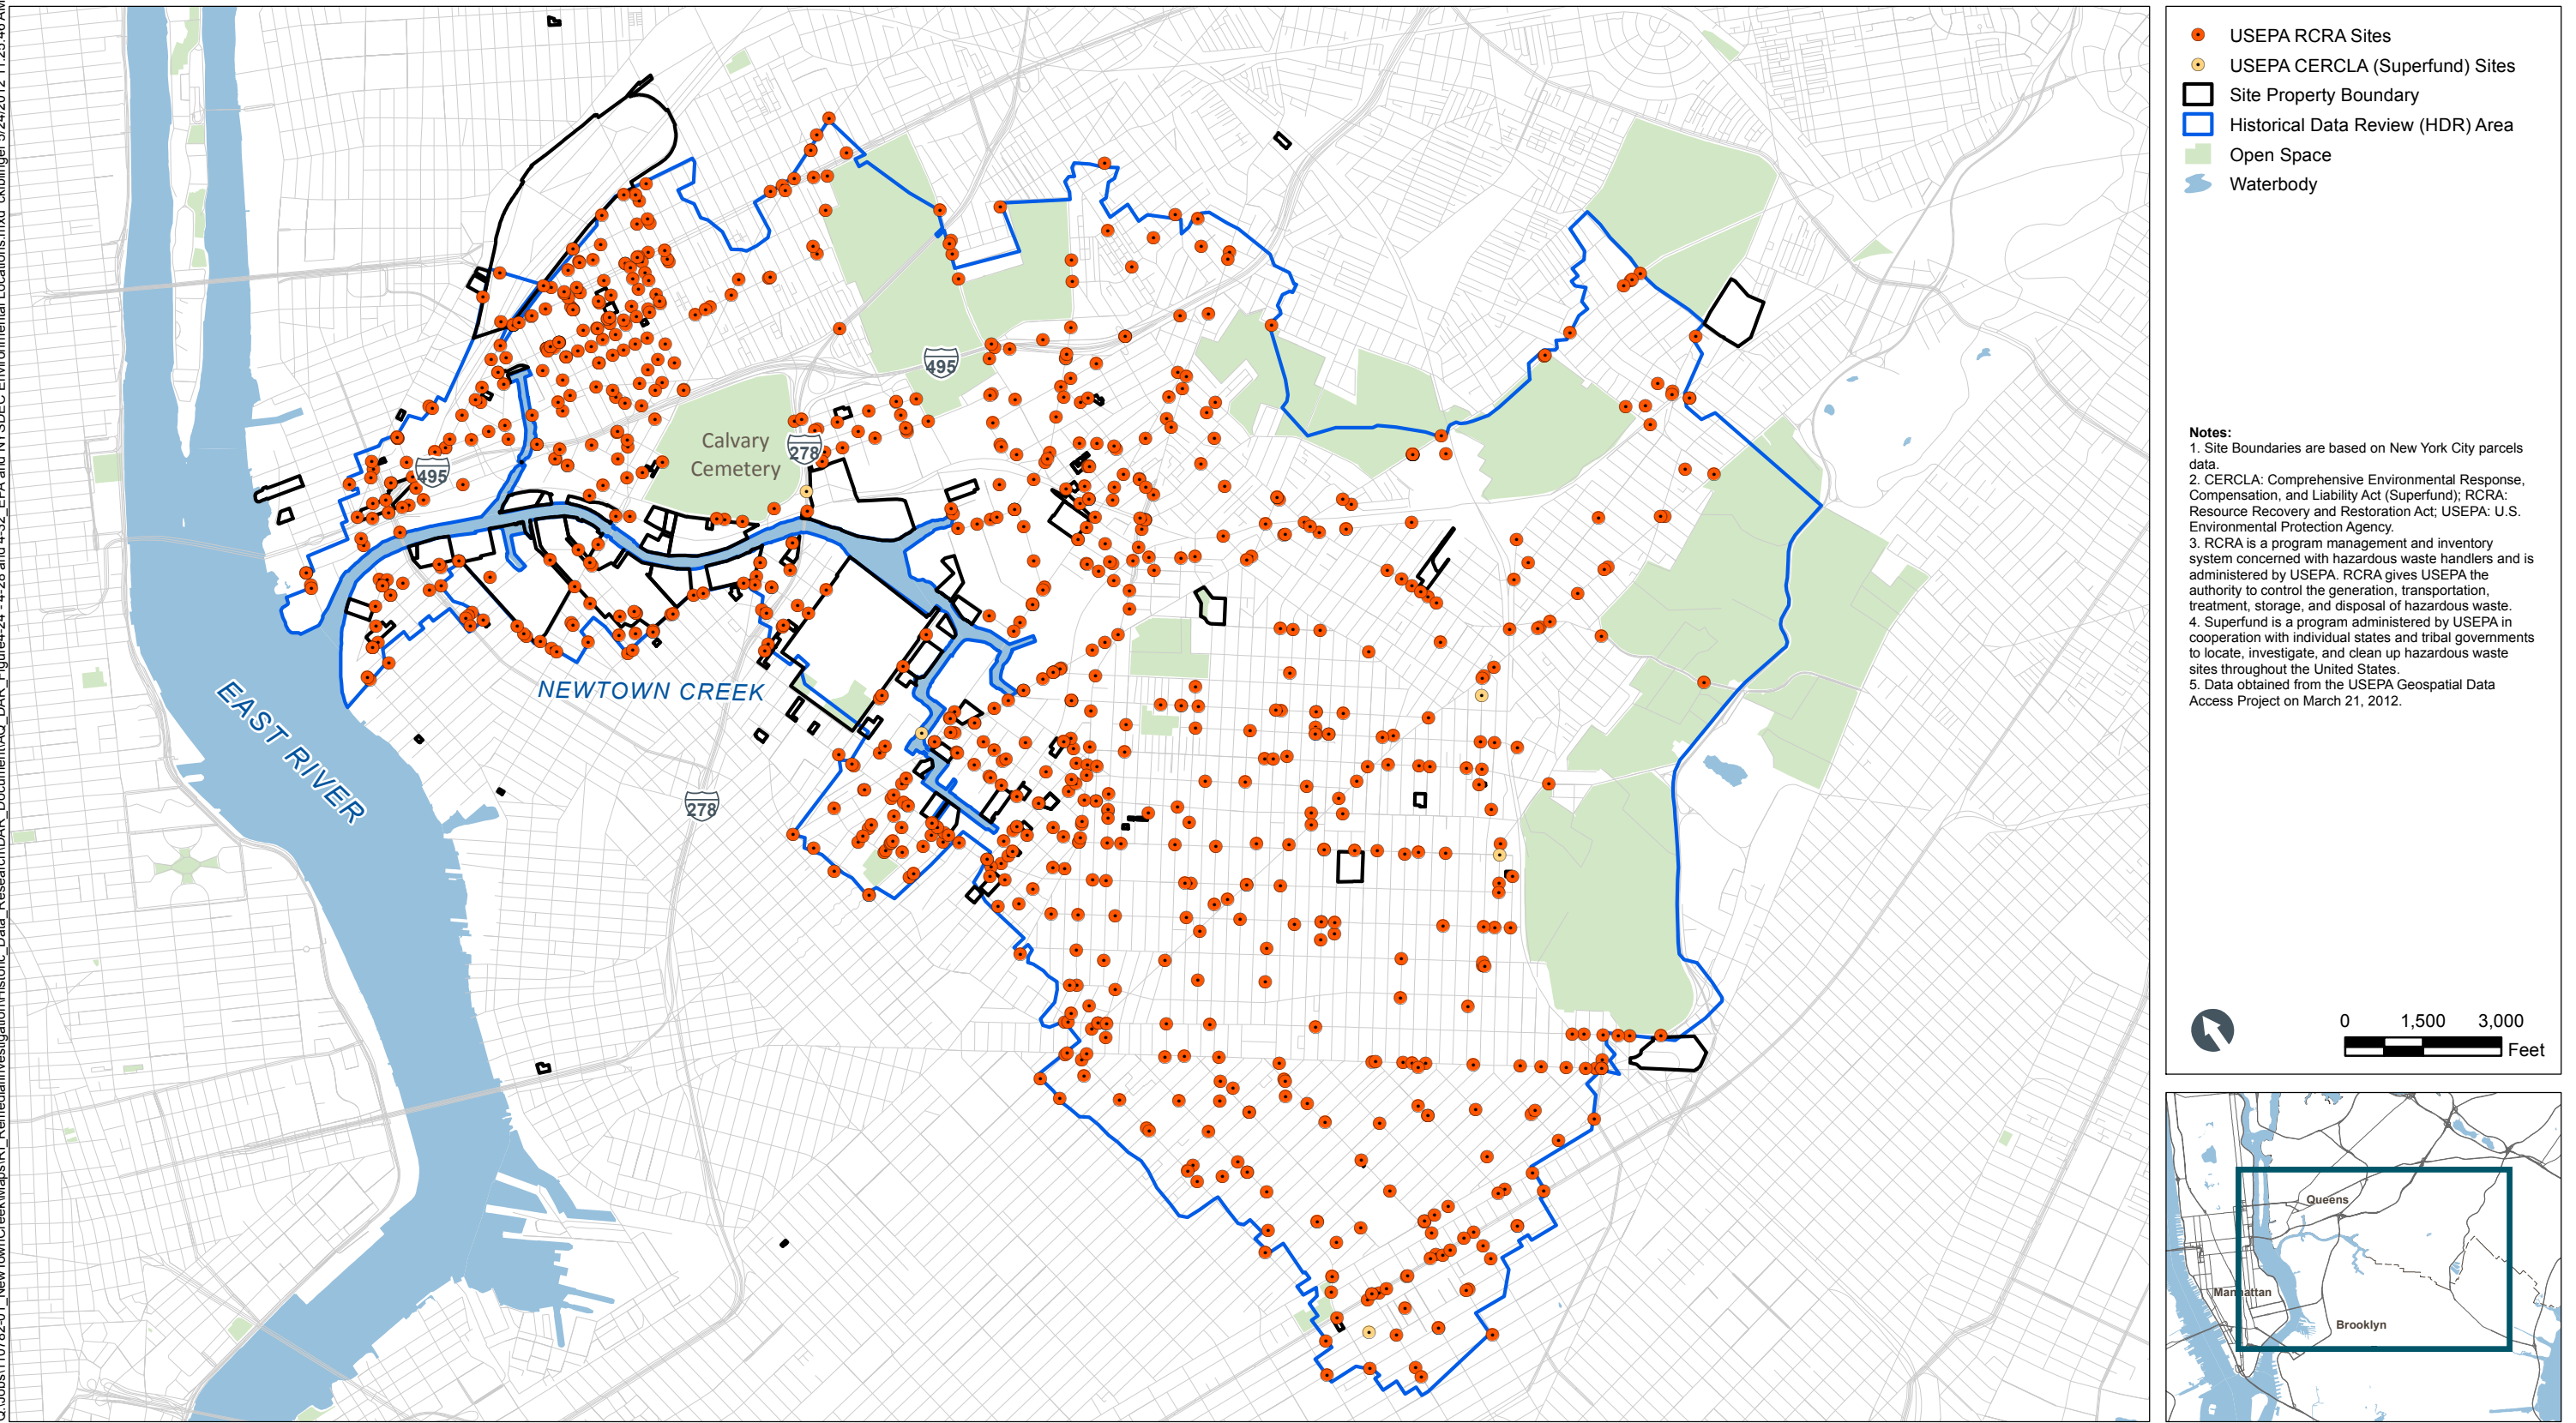 USEPA RCRA Sites
USEPA CERCLA (Superfund) Sites
Site Property Boundary
Historical Data Review (HDR) Area
Open Space
Waterbody
495
Calvary
Cemetery
278
495
NEWTOWN CREEK
EAST RIVER
278
Notes:
1. Site Boundaries are based on New York City parcels
data.
2. CERCLA: Comprehensive Environmental Response,
Compensation, and Liability Act (Superfund); RCRA:
Resource Recovery and Restoration Act; USEPA: U.S.
Environmental Protection Agency.
3. RCRA is a program management and inventory
system concerned with hazardous waste handlers and is
administered by USEPA. RCRA gives USEPA the
authority to control the generation, transportation,
treatment, storage, and disposal of hazardous waste.
4. Superfund is a program administered by USEPA in
cooperation with individual states and tribal governments
to locate, investigate, and clean up hazardous waste
sites throughout the United States.
5. Data obtained from the USEPA Geospatial Data
Access Project on March 21, 2012.
0 1,500 3,000
Feet
Queens
Manhattan
Brooklyn